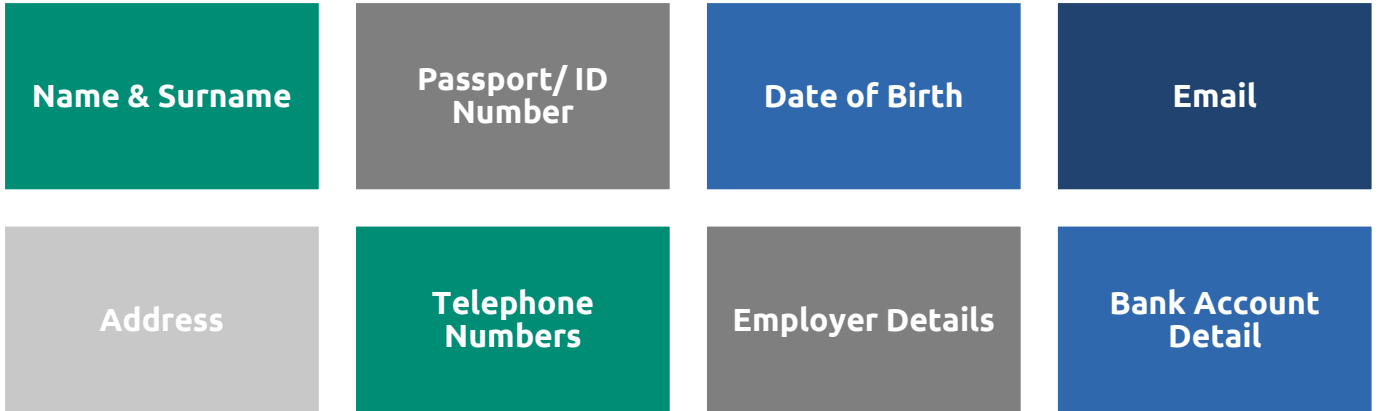 Name & Surname
Passport/ ID
Number
Date of Birth
Email
Address
Telephone
Numbers
Employer Details
Bank Account
Detail